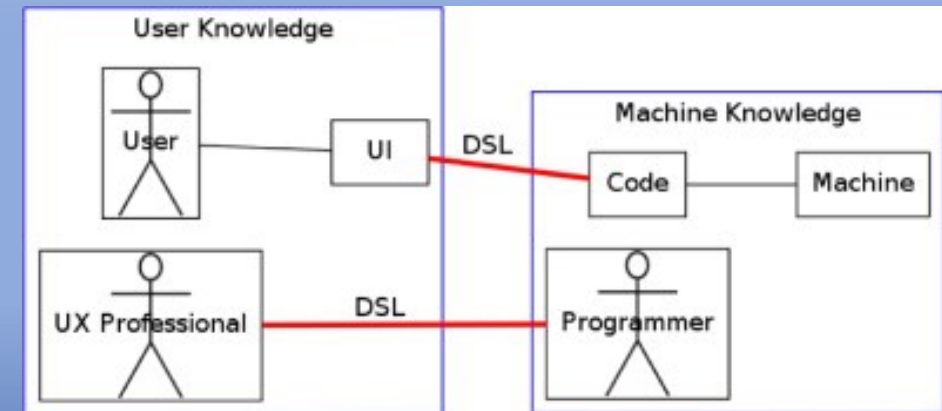 User Knowledge
User
UI
DSL
Machine Knowledge
Code
Machine
UX Professional
DSL
Programmer